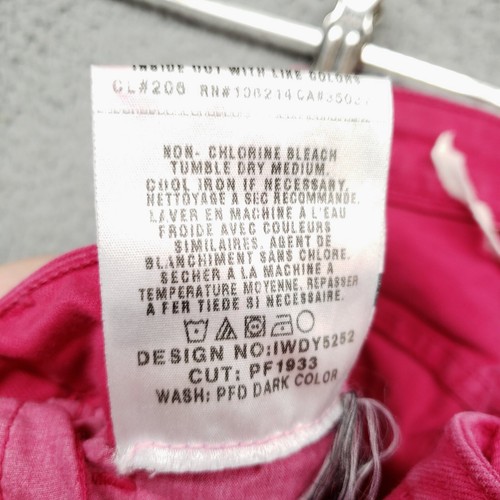 INSIDE OUT WITH LIKE COLORS
CL#206 RN#106214 CA#3502
NON- CHLORINE BLEACH
TUMBLE DRY MEDIUM,
COOL IRON IF NECESSARY.
NETTOYAGE A SEC RECOMMANDE.
LAVER EN MACHINE A L'EAU
FROIDE AVEC COULEURS
SIMILAIRES. AGENT DE
BLANCHIMENT SANS CHLORE.
SECHER A LA MACHINE A
TEMPERATURE MOYENNE, REPASSER
A FER TIEDE SI NECESSAIRE.
DESIGN NO:IWDY5252
CUT: PF1933
WASH: PFD DARK COLOR